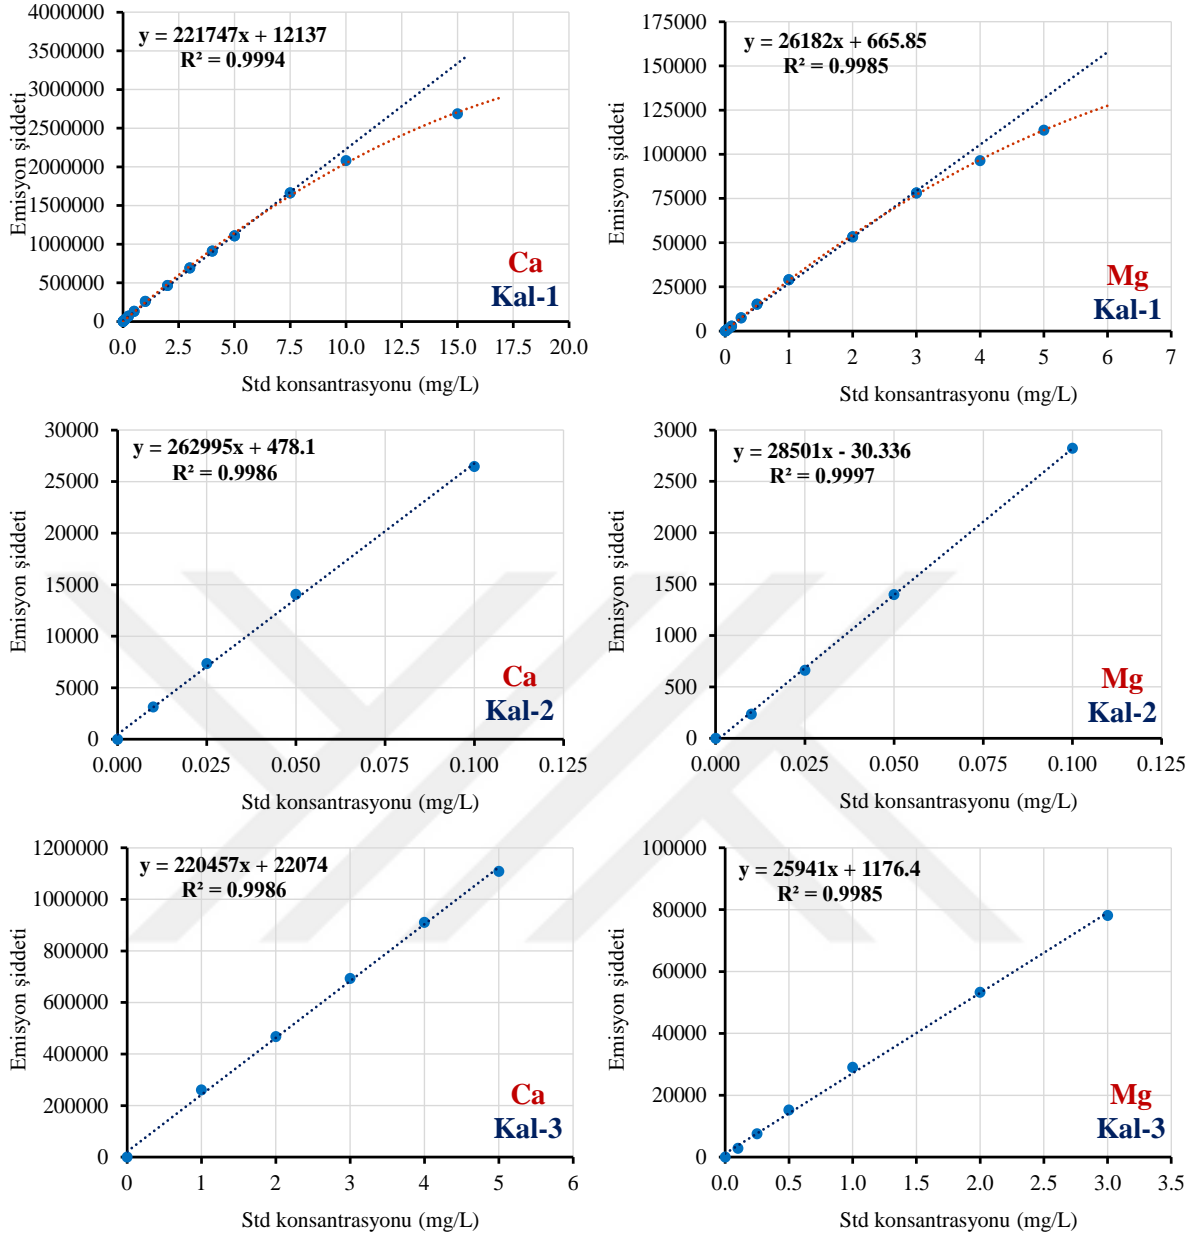 y = 221747x + 12137
R² = 0.9994
4000000
3500000
3000000
2500000
2000000
1500000
1000000
500000
0
Emisyon şiddeti
Ca
Kal-1
0.0 2.5 5.0 7.5 10.0 12.5 15.0 17.5 20.0
Std konsantrasyonu (mg/L)
y = 26182x + 665.85
R² = 0.9985
175000
150000
125000
100000
75000
50000
25000
0
Emisyon şiddeti
Mg
Kal-1
0 1 2 3 4 5 6 7
Std konsantrasyonu (mg/L)
y = 262995x + 478.1
R² = 0.9986
30000
25000
20000
15000
10000
5000
0
Emisyon şiddeti
Ca
Kal-2
0.000 0.025 0.050 0.075 0.100 0.125
Std konsantrasyonu (mg/L)
y = 28501x - 30.336
R² = 0.9997
3000
2500
2000
1500
1000
500
0
Emisyon şiddeti
Mg
Kal-2
0.000 0.025 0.050 0.075 0.100 0.125
Std konsantrasyonu (mg/L)
y = 220457x + 22074
R² = 0.9986
1200000
1000000
800000
600000
400000
200000
0
Emisyon şiddeti
Ca
Kal-3
0 1 2 3 4 5 6
Std konsantrasyonu (mg/L)
y = 25941x + 1176.4
R² = 0.9985
100000
80000
60000
40000
20000
0
Emisyon şiddeti
Mg
Kal-3
0.0 0.5 1.0 1.5 2.0 2.5 3.0 3.5
Std konsantrasyonu (mg/L)